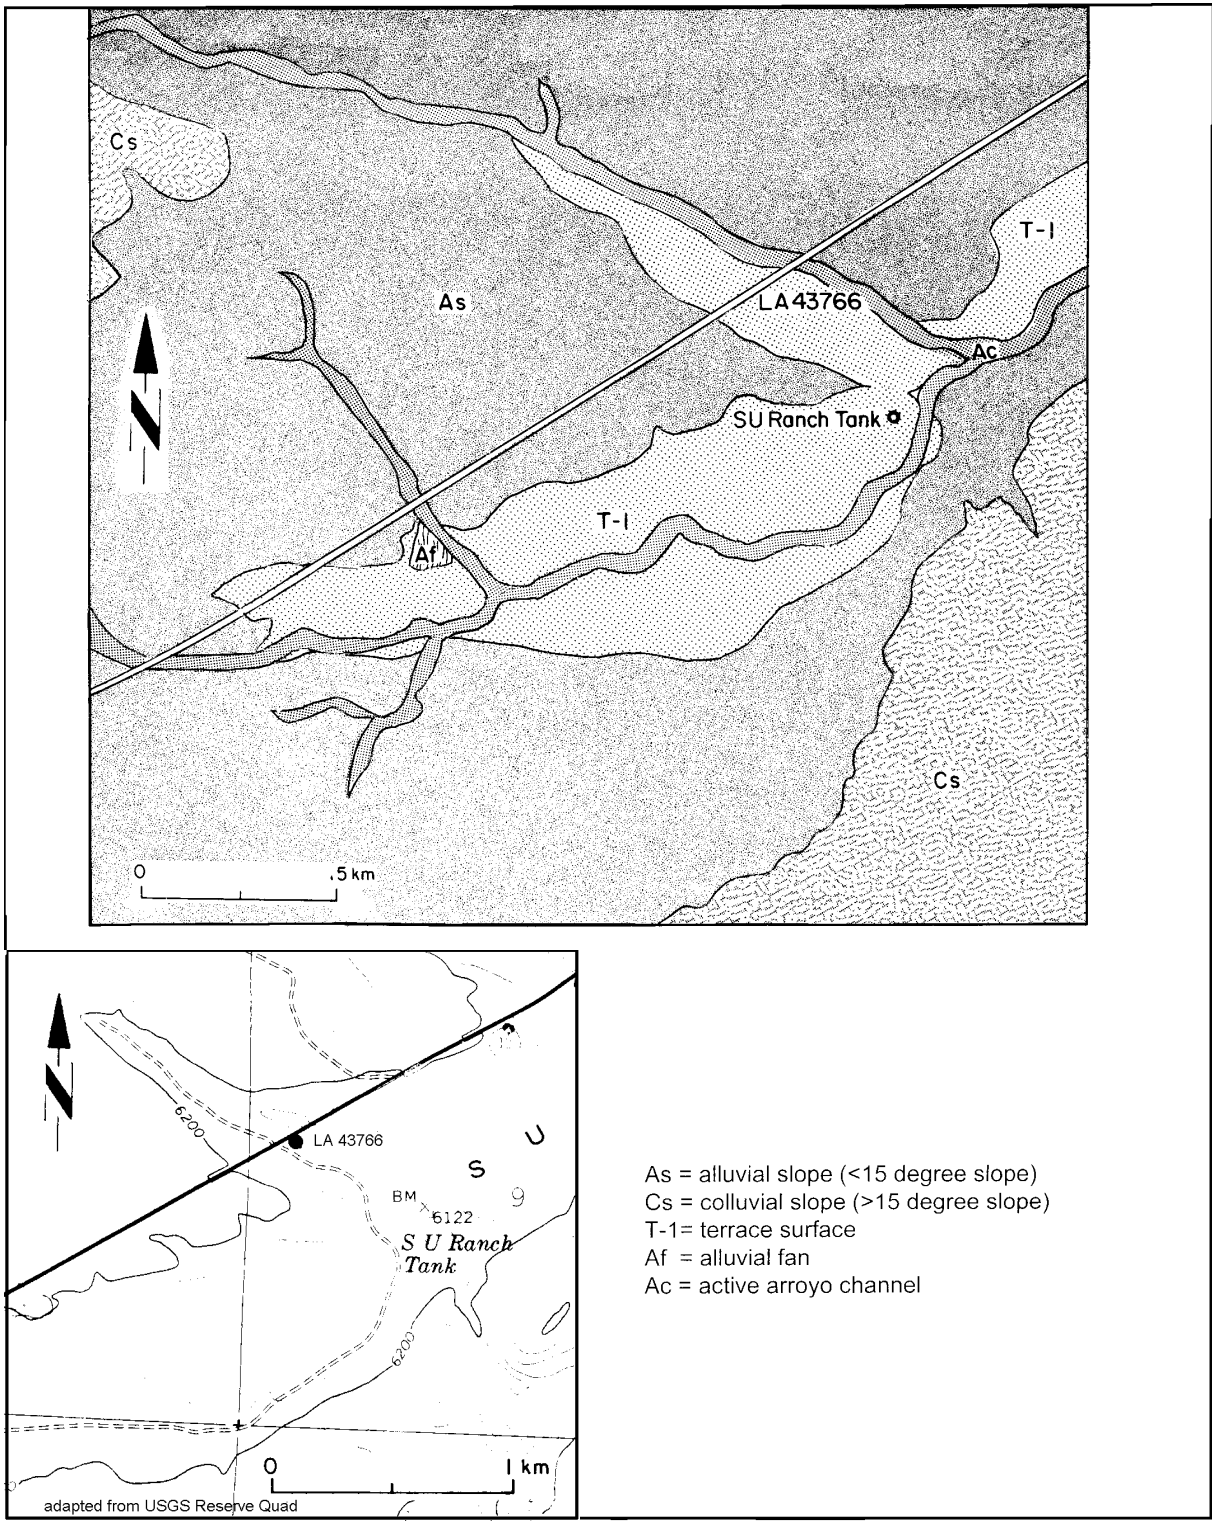 Cs
T-1
As
LA 43766
Ac
N
SU Ranch Tank
T-1
Af
Cs
0 .5 km
N
6200
LA 43766
U
S
BM
9
6122
S U Ranch
Tank
6200
0 1 km
adapted from USGS Reserve Quad
As = alluvial slope (<15 degree slope)
Cs = colluvial slope (>15 degree slope)
T-1= terrace surface
Af = alluvial fan
Ac = active arroyo channel